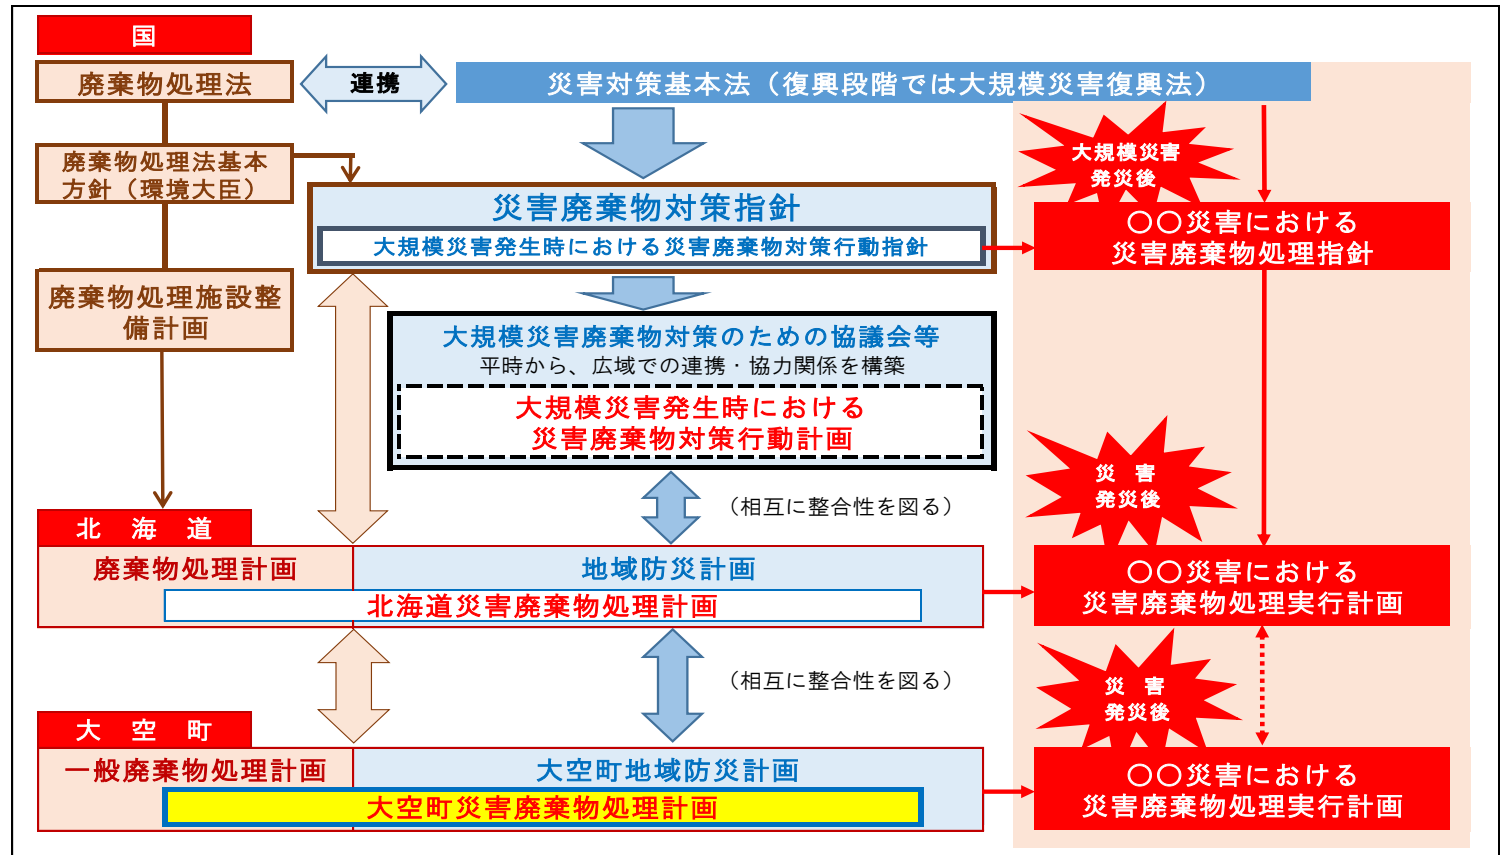 国
廃棄物処理法
連携
災害対策基本法（復興段階では大規模災害復興法）
廃棄物処理法基本
方針（環境大臣）
大規模災害
発災後
災害廃棄物対策指針
大規模災害発生時における災害廃棄物対策行動指針
〇〇災害における
災害廃棄物処理指針
廃棄物処理施設整
備計画
大規模災害廃棄物対策のための協議会等
平時から、広域での連携・協力関係を構築
大規模災害発生時における
災害廃棄物対策行動計画
災　害
発災後
（相互に整合性を図る）
北　海　道
廃棄物処理計画
地域防災計画
北海道災害廃棄物処理計画
〇〇災害における
災害廃棄物処理実行計画
（相互に整合性を図る）
災　害
発災後
大　空　町
一般廃棄物処理計画
大空町地域防災計画
大空町災害廃棄物処理計画
〇〇災害における
災害廃棄物処理実行計画